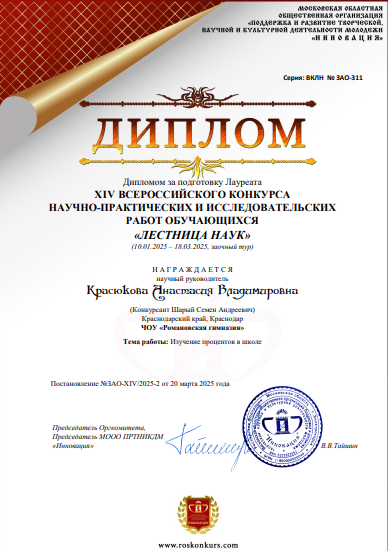 МОСКОВСКАЯ ОБЛАСТНАЯ
ОБЩЕСТВЕННАЯ ОРГАНИЗАЦИЯ
«ПОДДЕРЖКА И РАЗВИТИЕ ТВОРЧЕСКОЙ,
НАУЧНОЙ И КУЛЬТУРНОЙ ДЕЯТЕЛЬНОСТИ МОЛОДЕЖИ
«ИННОВАЦИЯ»
Серия: ВКЛН № ЗАО-311
ДИПЛОМ
Дипломом за подготовку Лауреата
XIV ВСЕРОССИЙСКОГО КОНКУРСА
НАУЧНО-ПРАКТИЧЕСКИХ И ИССЛЕДОВАТЕЛЬСКИХ
РАБОТ ОБУЧАЮЩИХСЯ
«ЛЕСТНИЦА НАУК»
(10.01.2025 – 18.03.2025, заочный тур)
НАГРАЖДАЕТСЯ
научный руководитель
Красюкова Анастасия Владимировна
(Конкурсант Шарый Семен Андреевич)
Краснодарский край, Краснодар
ЧОУ «Романовская гимназия»
Тема работы: Изучение процентов в школе
Постановление №ЗАО-XIV/2025-2 от 20 марта 2025 года
Председатель Оргкомитета,
Председатель МООО ПРТНИКДМ
«Инновация»
В.В.Тайшин
Инновация
www.roskonkurs.com